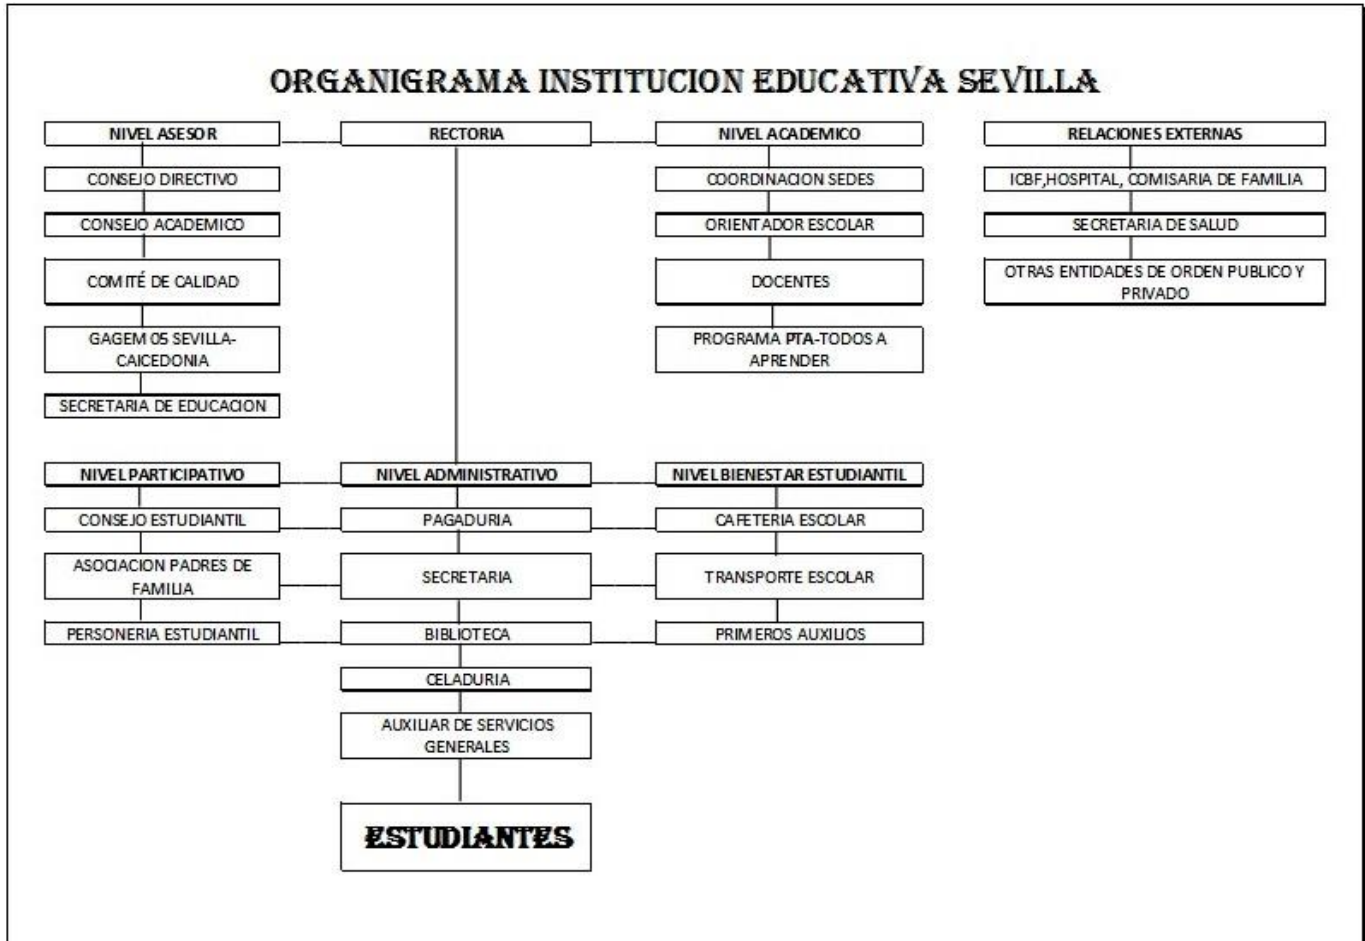 ORGANIGRAMA INSTITUCION EDUCATIVA SEVILLA
NIVEL ASESOR
RECTORIA
NIVEL ACADEMICO
RELACIONES EXTERNAS
CONSEJO DIRECTIVO
COORDINACION SEDES
ICBF,HOSPITAL, COMISARIA DE FAMILIA
CONSEJO ACADEMICO
ORIENTADOR ESCOLAR
SECRETARIA DE SALUD
COMITÉ DE CALIDAD
DOCENTES
OTRAS ENTIDADES DE ORDEN PUBLICO Y
PRIVADO
GAGEM 05 SEVILLA-
CAICEDONIA
PROGRAMA PTA-TODOS A
APRENDER
SECRETARIA DE EDUCACION
NIVEL PARTICIPATIVO
NIVEL ADMINISTRATIVO
NIVEL BIENESTAR ESTUDIANTIL
CONSEJO ESTUDIANTIL
PAGADURIA
CAFETERIA ESCOLAR
ASOCIACION PADRES DE
FAMILIA
SECRETARIA
TRANSPORTE ESCOLAR
PERSONERIA ESTUDIANTIL
BIBLIOTECA
PRIMEROS AUXILIOS
CELADURIA
AUXILIAR DE SERVICIOS
GENERALES
ESTUDIANTES